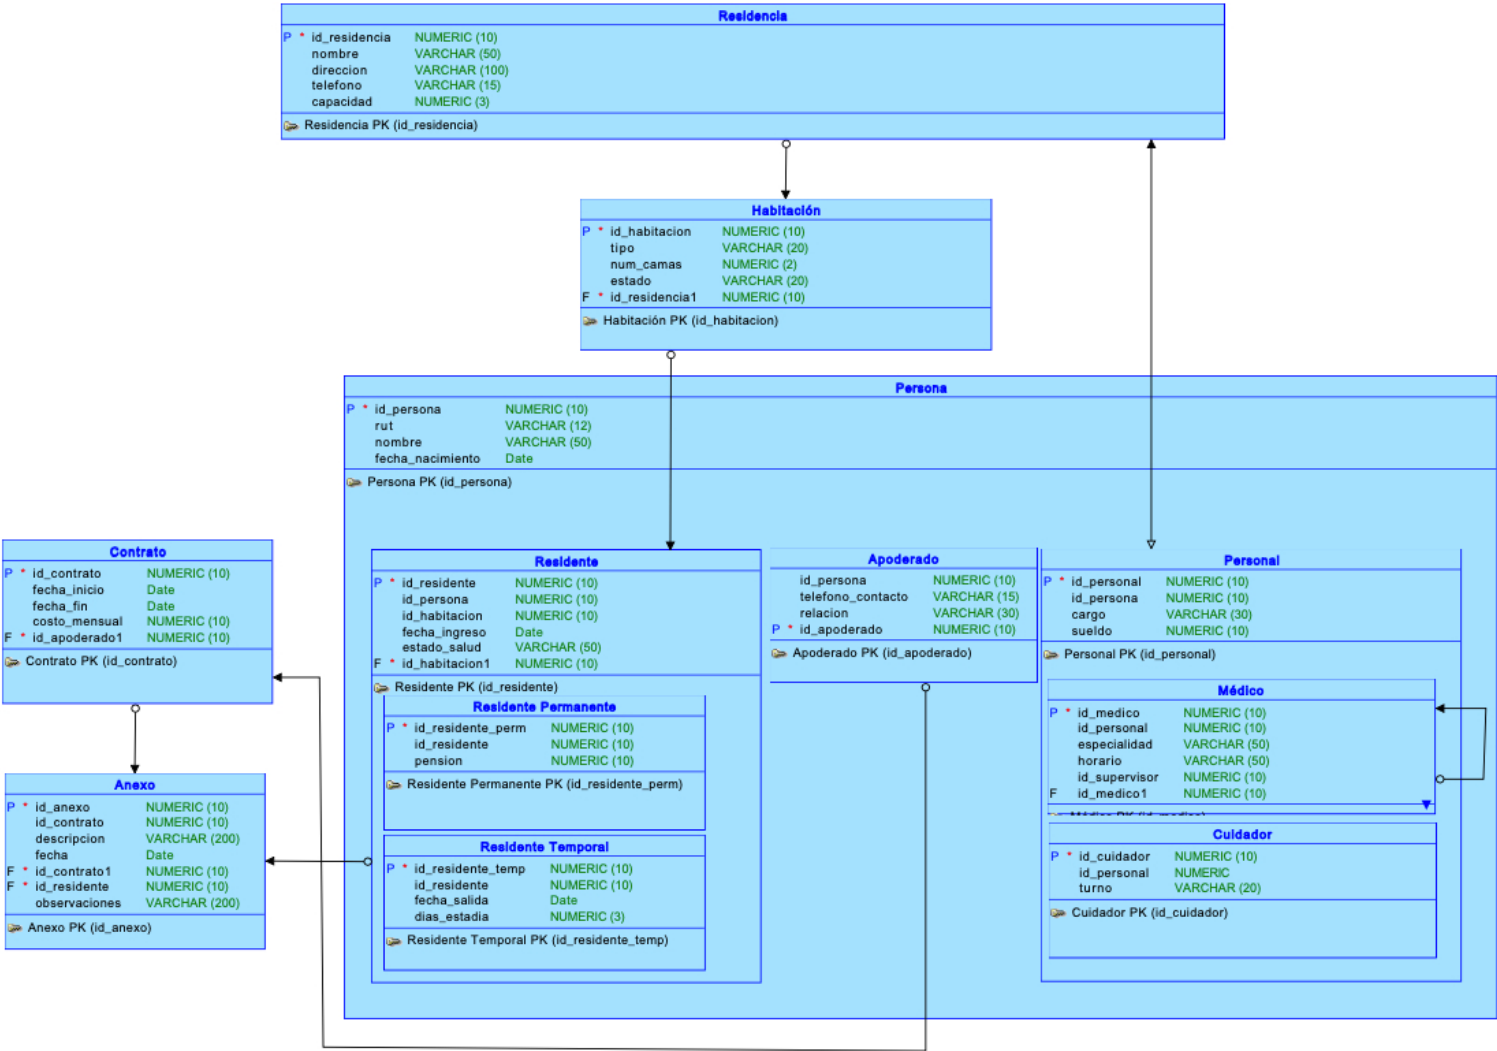 Residencia
P * id_residencia NUMERIC (10)
nombre VARCHAR (50)
direccion VARCHAR (100)
telefono VARCHAR (15)
capacidad NUMERIC (3)
Residencia PK (id_residencia)
Habitación
P * id_habitacion NUMERIC (10)
tipo VARCHAR (20)
num_camas NUMERIC (2)
estado VARCHAR (20)
F * id_residencia1 NUMERIC (10)
Habitación PK (id_habitacion)
Persona
P * id_persona NUMERIC (10)
rut VARCHAR (12)
nombre VARCHAR (50)
fecha_nacimiento Date
Persona PK (id_persona)
Contrato
P * id_contrato NUMERIC (10)
fecha_inicio Date
fecha_fin Date
costo_mensual NUMERIC (10)
F * id_apoderado1 NUMERIC (10)
Contrato PK (id_contrato)
Residente
P * id_residente NUMERIC (10)
id_persona NUMERIC (10)
id_habitacion NUMERIC (10)
fecha_ingreso Date
estado_salud VARCHAR (50)
F * id_habitacion1 NUMERIC (10)
Residente PK (id_residente)
Residente Permanente
P * id_residente_perm NUMERIC (10)
id_residente NUMERIC (10)
pension NUMERIC (10)
Residente Permanente PK (id_residente_perm)
Residente Temporal
P * id_residente_temp NUMERIC (10)
id_residente NUMERIC (10)
fecha_salida Date
dias_estadia NUMERIC (3)
Residente Temporal PK (id_residente_temp)
Apoderado
id_persona NUMERIC (10)
telefono_contacto VARCHAR (15)
relacion VARCHAR (30)
P * id_apoderado NUMERIC (10)
Apoderado PK (id_apoderado)
Personal
P * id_personal NUMERIC (10)
id_persona NUMERIC (10)
cargo VARCHAR (30)
sueldo NUMERIC (10)
Personal PK (id_personal)
Médico
P * id_medico NUMERIC (10)
id_personal NUMERIC (10)
especialidad VARCHAR (50)
horario VARCHAR (50)
id_supervisor NUMERIC (10)
F id_medico1 NUMERIC (10)
Cuidador
P * id_cuidador NUMERIC (10)
id_personal NUMERIC
turno VARCHAR (20)
Cuidador PK (id_cuidador)
Anexo
P * id_anexo NUMERIC (10)
id_contrato NUMERIC (10)
descripcion VARCHAR (200)
fecha Date
F * id_contrato1 NUMERIC (10)
F * id_residente NUMERIC (10)
observaciones VARCHAR (200)
Anexo PK (id_anexo)